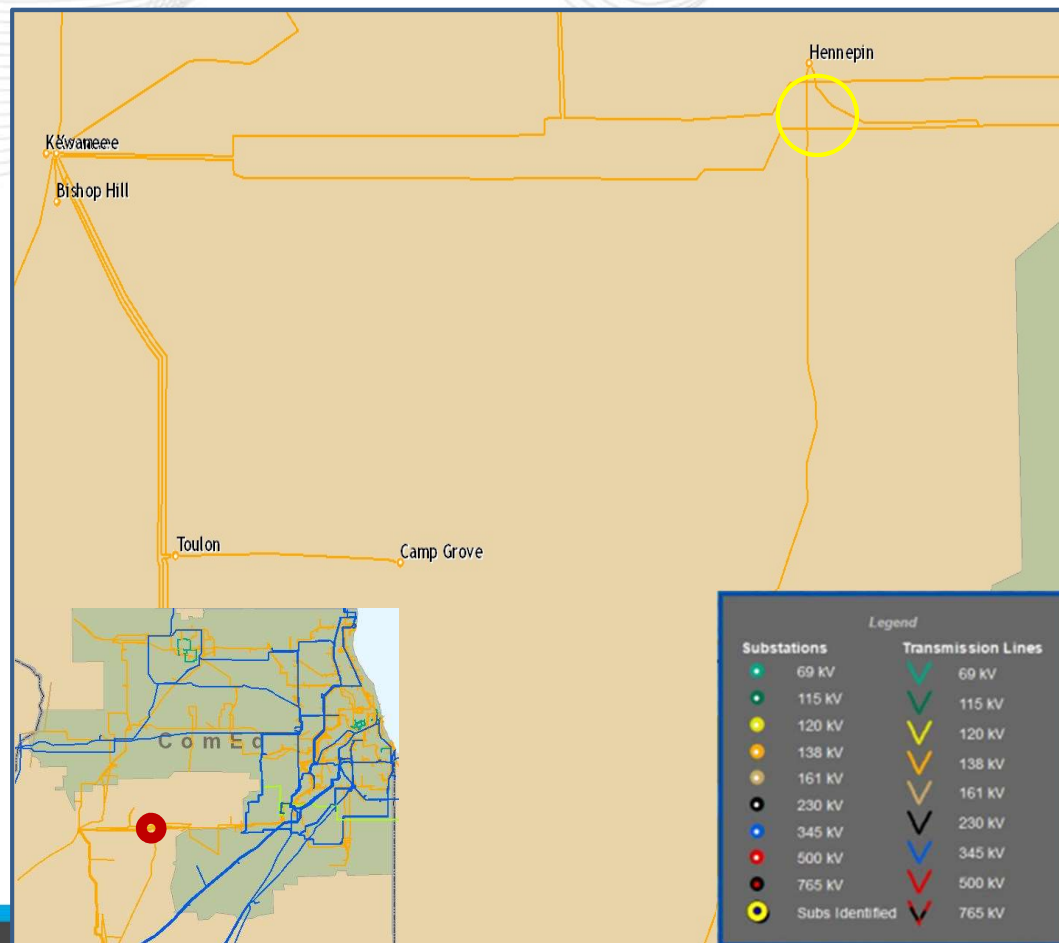 Hennepin
Kewanee
Bishop Hill
Toulon
Camp Grove
ComEd
Legend
Substations
Transmission Lines
69 kV
69 kV
115 kV
115 kV
120 kV
120 kV
138 kV
138 kV
161 kV
161 kV
230 kV
230 kV
345 kV
345 kV
500 kV
500 kV
765 kV
765 kV
Subs Identified